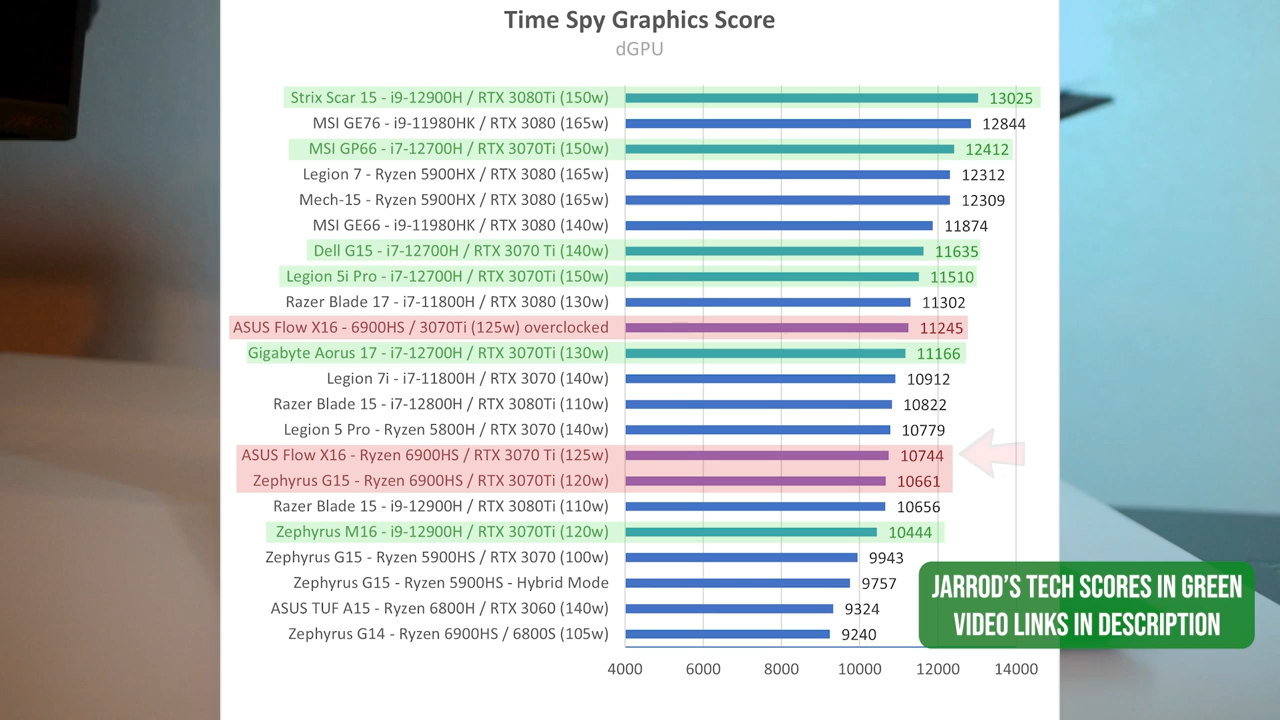 Time Spy Graphics Score
dGPU
Strix Scar 15 - i9-12900H / RTX 3080Ti (150w) 13025
MSI GE76 - i9-11980HK / RTX 3080 (165w) 12844
MSI GP66 - i7-12700H / RTX 3070Ti (150w) 12412
Legion 7 - Ryzen 5900HX / RTX 3080 (165w) 12312
Mech-15 - Ryzen 5900HX / RTX 3080 (165w) 12309
MSI GE66 - i9-11980HK / RTX 3080 (140w) 11874
Dell G15 - i7-12700H / RTX 3070 Ti (140w) 11635
Legion 5i Pro - i7-12700H / RTX 3070Ti (150w) 11510
Razer Blade 17 - i7-11800H / RTX 3080 (130w) 11302
ASUS Flow X16 - 6900HS / 3070Ti (125w) overclocked 11245
Gigabyte Aorus 17 - i7-12700H / RTX 3070Ti (130w) 11166
Legion 7i - i7-11800H / RTX 3070 (140w) 10912
Razer Blade 15 - i7-12800H / RTX 3080Ti (110w) 10822
Legion 5 Pro - Ryzen 5800H / RTX 3070 (140w) 10779
ASUS Flow X16 - Ryzen 6900HS / RTX 3070 Ti (125w) 10744
Zephyrus G15 - Ryzen 6900HS / RTX 3070Ti (120w) 10661
Razer Blade 15 - i9-12900H / RTX 3080Ti (110w) 10656
Zephyrus M16 - i9-12900H / RTX 3070Ti (120w) 10444
Zephyrus G15 - Ryzen 5900HS / RTX 3070 (100w) 9943
Zephyrus G15 - Ryzen 5900HS - Hybrid Mode 9757
ASUS TUF A15 - Ryzen 6800H / RTX 3060 (140w) 9324
Zephyrus G14 - Ryzen 6900HS / 6800S (105w) 9240
4000 6000 8000 10000 12000 14000
JARROD'S TECH SCORES IN GREEN
VIDEO LINKS IN DESCRIPTION